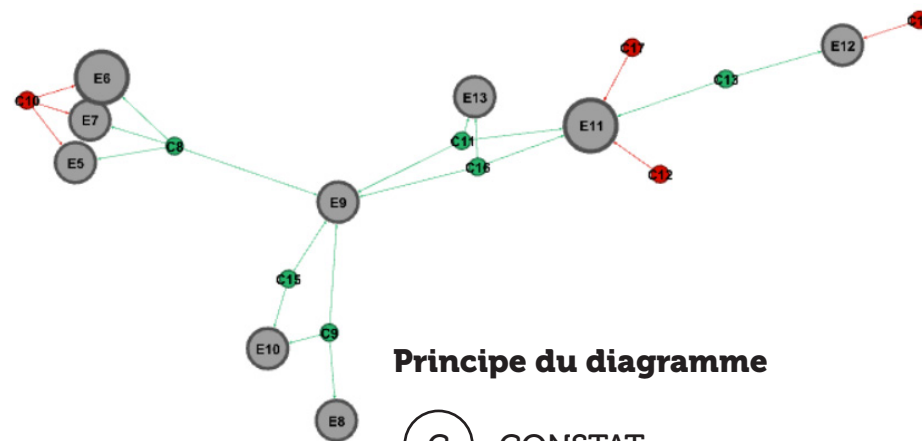 C1
E12
C17
E6
C13
E13
C10
E7
E11
C11
C8
E5
C16
C12
E9
C15
C9
E10
Principe du diagramme
E8
C CONSTAT